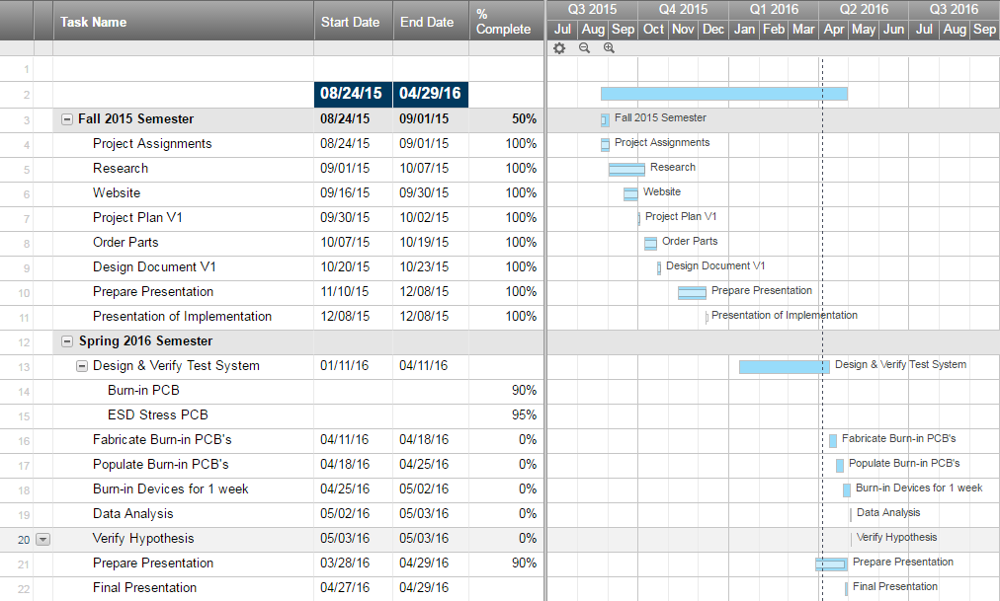 Task Name Start Date End Date % Complete Q3 2015 Q4 2015 Q1 2016 Q2 2016 Q3 2016
Jul Aug Sep Oct Nov Dec Jan Feb Mar Apr May Jun Jul Aug Sep
1
2 08/24/15 04/29/16
3 Fall 2015 Semester 08/24/15 09/01/15 50% Fall 2015 Semester
4 Project Assignments 08/24/15 09/01/15 100% Project Assignments
5 Research 09/01/15 10/07/15 100% Research
6 Website 09/16/15 09/30/15 100% Website
7 Project Plan V1 09/30/15 10/02/15 100% Project Plan V1
8 Order Parts 10/07/15 10/19/15 100% Order Parts
9 Design Document V1 10/20/15 10/23/15 100% Design Document V1
10 Prepare Presentation 11/10/15 12/08/15 100% Prepare Presentation
11 Presentation of Implementation 12/08/15 12/08/15 100% Presentation of Implementation
12 Spring 2016 Semester
13 Design & Verify Test System 01/11/16 04/11/16 Design & Verify Test System
14 Burn-in PCB 90%
15 ESD Stress PCB 95%
16 Fabricate Burn-in PCB's 04/11/16 04/18/16 0% Fabricate Burn-in PCB's
17 Populate Burn-in PCB's 04/18/16 04/25/16 0% Populate Burn-in PCB's
18 Burn-in Devices for 1 week 04/25/16 05/02/16 0% Burn-in Devices for 1 week
19 Data Analysis 05/02/16 05/03/16 0% Data Analysis
20 Verify Hypothesis 05/03/16 05/03/16 0% Verify Hypothesis
21 Prepare Presentation 03/28/16 04/29/16 90% Prepare Presentation
22 Final Presentation 04/27/16 04/29/16 Final Presentation